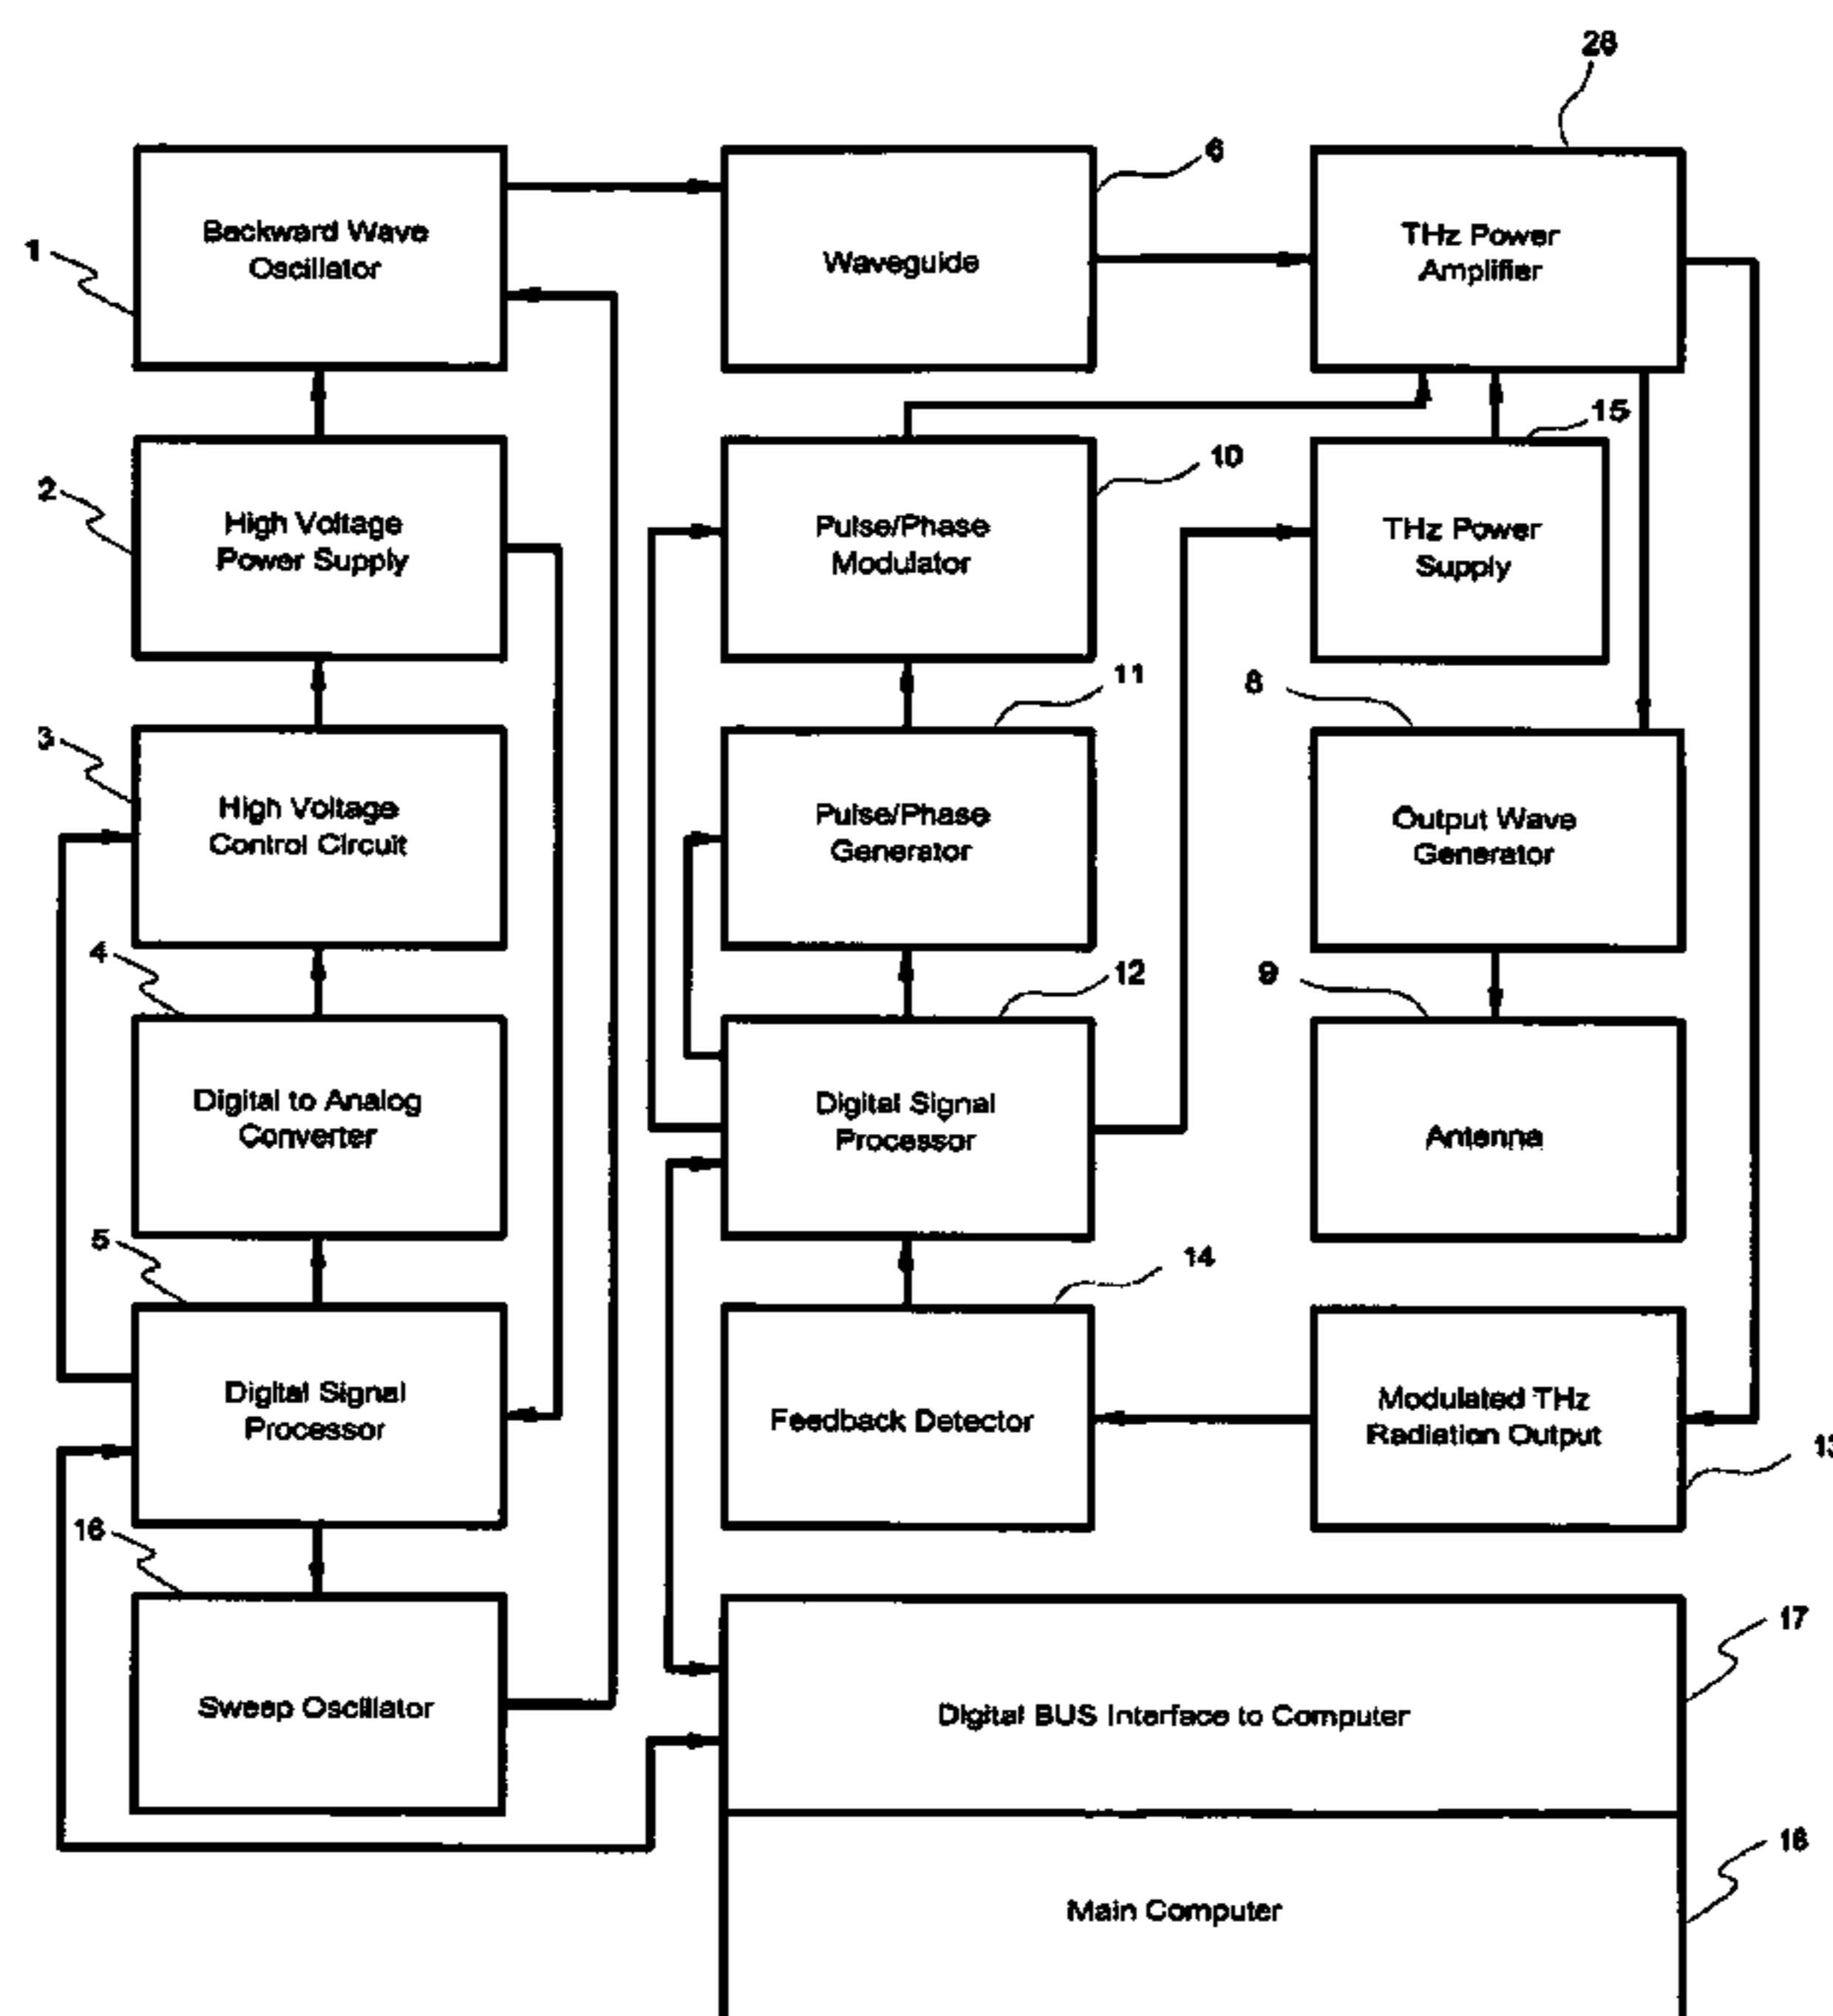 28
6
1
Backward Wave
Oscillator
Waveguide
THz Power
Amplifier
15
10
2
High Voltage
Power Supply
Pulse/Phase
Modulator
THz Power
Supply
11
8
3
High Voltage
Control Circuit
Pulse/Phase
Generator
Output Wave
Generator
4
12
9
Digital to Analog
Converter
Digital Signal
Processor
Antenna
5
14
Digital Signal
Processor
Feedback Detector
Modulated THz
Radiation Output
13
16
17
Sweep Oscillator
Digital BUS Interface to Computer
Main Computer